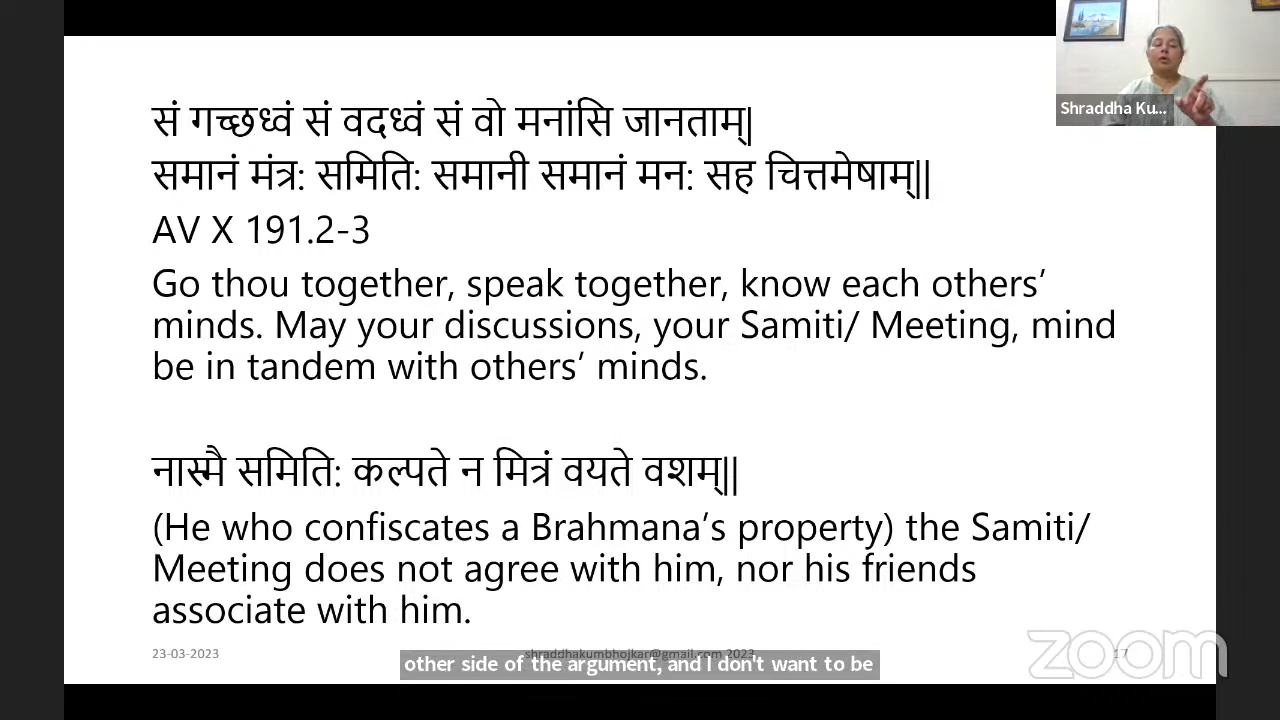 Shraddha Ku...
सं गच्छध्वं सं वदध्वं सं वो मनांसि जानताम्|
समानं मंत्र: समिति: समानी समानं मन: सह चित्तमेषाम्||
AV X 191.2-3
Go thou together, speak together, know each others’
minds. May your discussions, your Samiti/ Meeting, mind
be in tandem with others’ minds.
नास्मै समिति: कल्पते न मित्रं वयते वशम्||
(He who confiscates a Brahmana’s property) the Samiti/
Meeting does not agree with him, nor his friends
associate with him.
23-03-2023
shraddhakumbhojkar@gmail.com 2023
17
other side of the argument, and I don't want to be
zoom